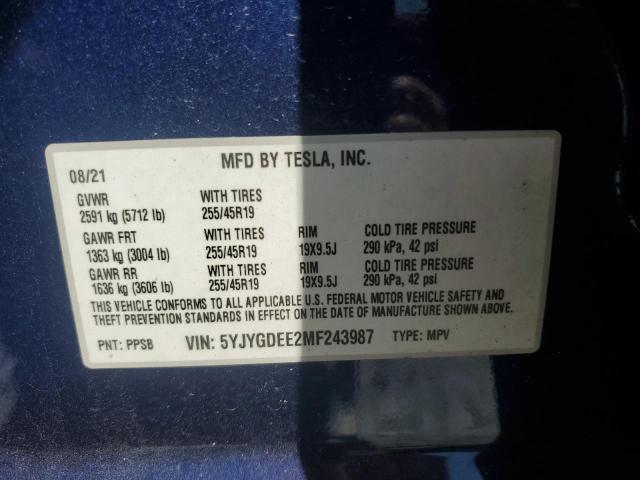 MFD BY TESLA, INC.
08/21
GVWR WITH TIRES
2591 kg (5712 lb) 255/45R19
GAWR FRT WITH TIRES RIM COLD TIRE PRESSURE
1363 kg (3004 lb) 255/45R19 19X9.5J 290 kPa, 42 psi
GAWR RR WITH TIRES RIM COLD TIRE PRESSURE
1636 kg (3606 lb) 255/45R19 19X9.5J 290 kPa, 42 psi
THIS VEHICLE CONFORMS TO ALL APPLICABLE U.S. FEDERAL MOTOR VEHICLE SAFETY AND
THEFT PREVENTION STANDARDS IN EFFECT ON THE DATE OF MANUFACTURE SHOWN ABOVE.
PNT: PPSB VIN: 5YJYGDEE2MF243987 TYPE: MPV